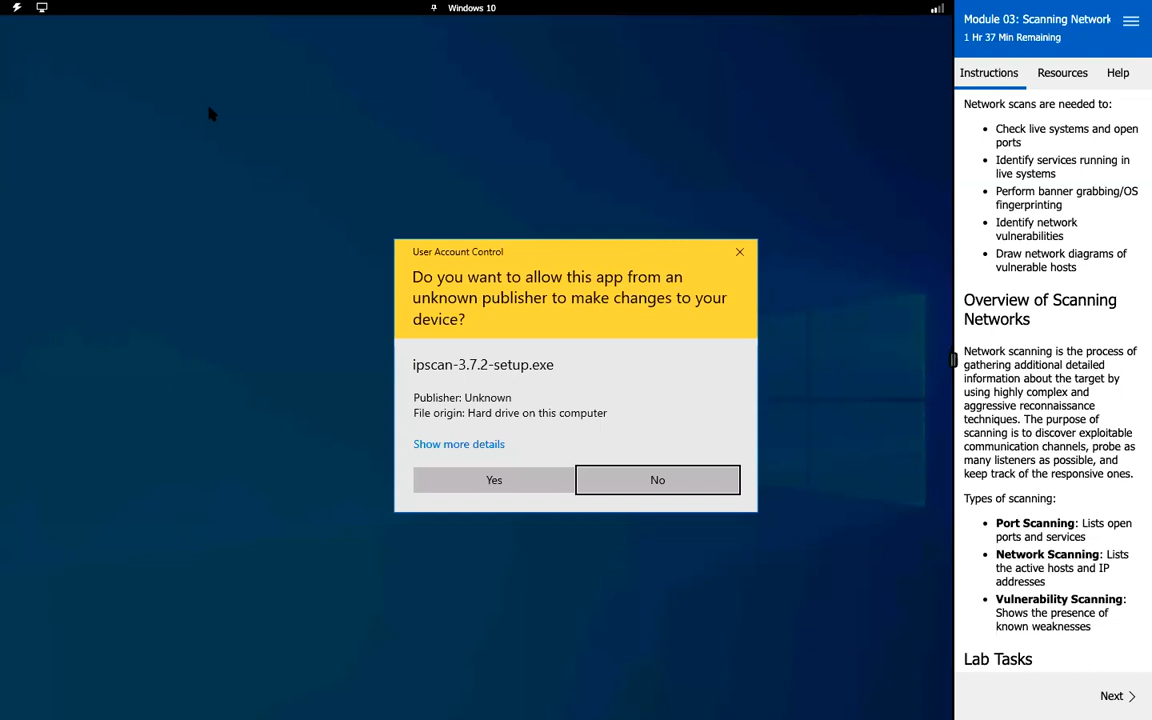 Windows 10
User Account Control
Do you want to allow this app from an
unknown publisher to make changes to your
device?
ipscan-3.7.2-setup.exe
Publisher: Unknown
File origin: Hard drive on this computer
Show more details
Yes
No
Module 03: Scanning Network
1 Hr 37 Min Remaining
Instructions
Resources
Help
Network scans are needed to:
Check live systems and open
ports
Identify services running in
live systems
Perform banner grabbing/OS
fingerprinting
Identify network
vulnerabilities
Draw network diagrams of
vulnerable hosts
Overview of Scanning
Networks
Network scanning is the process of
gathering additional detailed
information about the target by
using highly complex and
aggressive reconnaissance
techniques. The purpose of
scanning is to discover exploitable
communication channels, probe as
many listeners as possible, and
keep track of the responsive ones.
Types of scanning:
Port Scanning: Lists open
ports and services
Network Scanning: Lists
the active hosts and IP
addresses
Vulnerability Scanning:
Shows the presence of
known weaknesses
Lab Tasks
Next